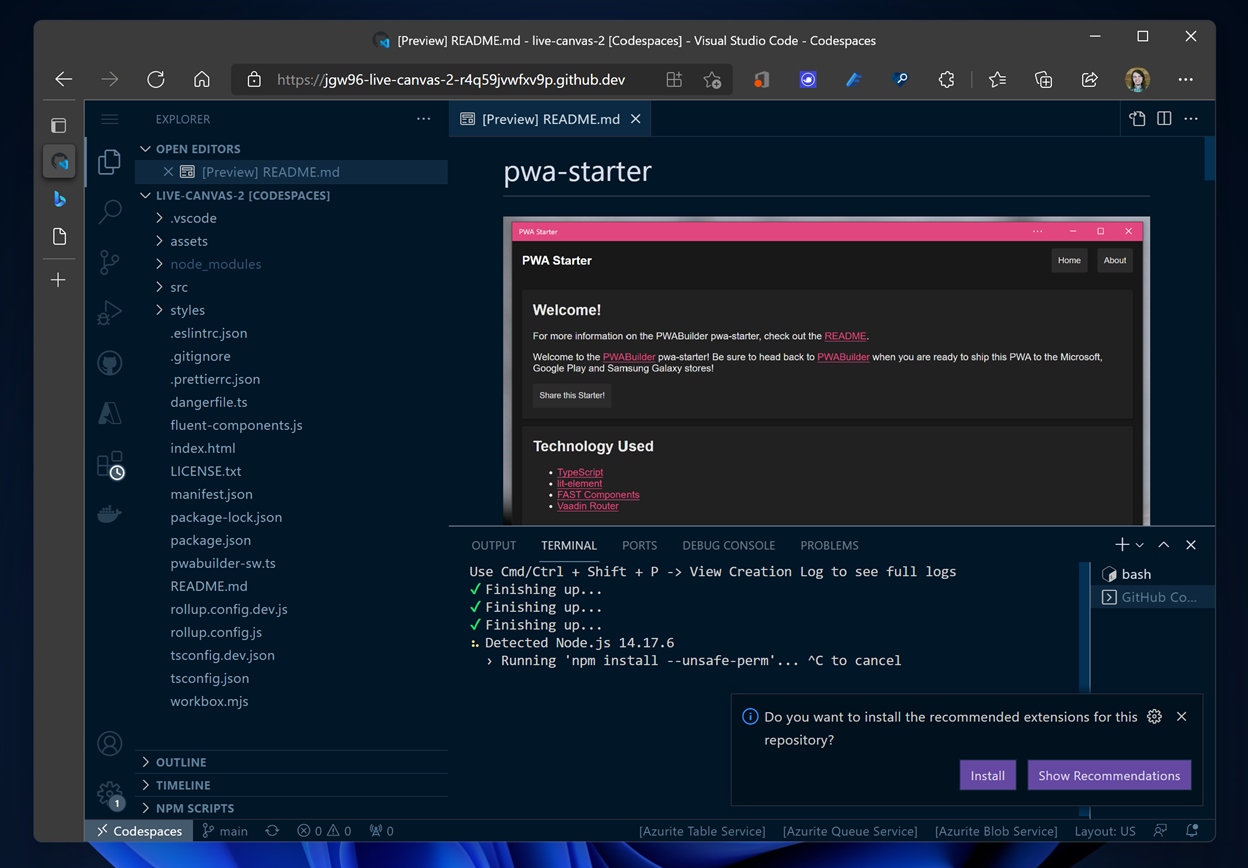 [Preview] README.md - live-canvas-2 [Codespaces] - Visual Studio Code - Codespaces
https://jgw96-live-canvas-2-r4q59jvwfxv9p.github.dev
EXPLORER
[Preview] README.md
OPEN EDITORS
[Preview] README.md
LIVE-CANVAS-2 [CODESPACES]
.vscode
assets
node_modules
src
styles
.eslintrc.json
.gitignore
.prettierrc.json
dangerfile.ts
fluent-components.js
index.html
LICENSE.txt
manifest.json
package-lock.json
package.json
pwabuilder-sw.ts
README.md
rollup.config.dev.js
rollup.config.js
tsconfig.dev.json
tsconfig.json
workbox.mjs
OUTLINE
TIMELINE
NPM SCRIPTS
1
pwa-starter
PWA Starter
PWA Starter
Home
About
Welcome!
For more information on the PWABuilder pwa-starter, check out the README.
Welcome to the PWABuilder pwa-starter! Be sure to head back to PWABuilder when you are ready to ship this PWA to the Microsoft,
Google Play and Samsung Galaxy stores!
Share this Starter!
Technology Used
TypeScript
lit-element
FAST Components
Vaadin Router
OUTPUT TERMINAL PORTS DEBUG CONSOLE PROBLEMS
Use Cmd/Ctrl + Shift + P -> View Creation Log to see full logs
✓ Finishing up...
✓ Finishing up...
✓ Finishing up...
Detected Node.js 14.17.6
› Running 'npm install --unsafe-perm'... ^C to cancel
bash
GitHub Co...
Do you want to install the recommended extensions for this
repository?
Install
Show Recommendations
Codespaces main 0 0 0 [Azurite Table Service] [Azurite Queue Service] [Azurite Blob Service] Layout: US